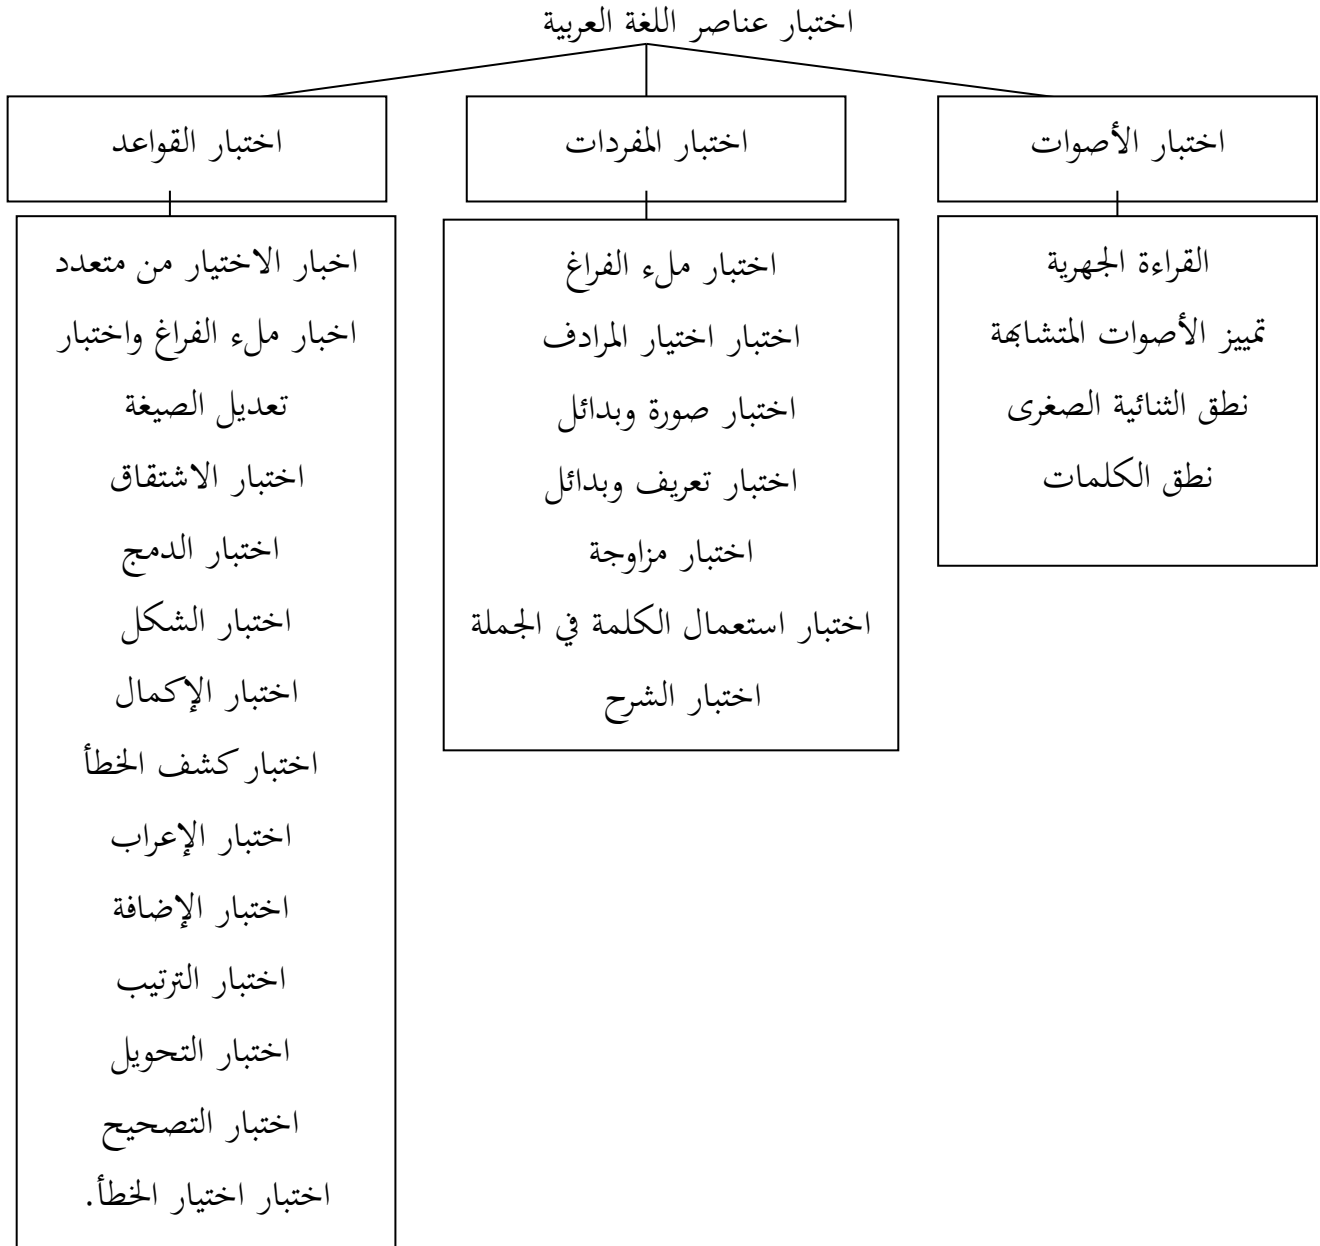 اختبار عناصر اللغة العربية
اختبار الأصوات
القراءة الجهرية
تمييز الأصوات المتشابهة
نطق الثنائية الصغرى
نطق الكلمات
اختبار المفردات
اختبار ملء الفراغ
اختبار اختيار المرادف
اختبار صورة وبدائل
اختبار تعريف وبدائل
اختبار مزاوجة
اختبار استعمال الكلمة في الجملة
اختبار الشرح
اختبار القواعد
اخبار الاختيار من متعدد
اخبار ملء الفراغ واختبار
تعديل الصيغة
اختبار الاشتقاق
اختبار الدمج
اختبار الشكل
اختبار الإكمال
اختبار كشف الخطأ
اختبار الإعراب
اختبار الإضافة
اختبار الترتيب
اختبار التحويل
اختبار التصحيح
اختبار اختيار الخطأ.